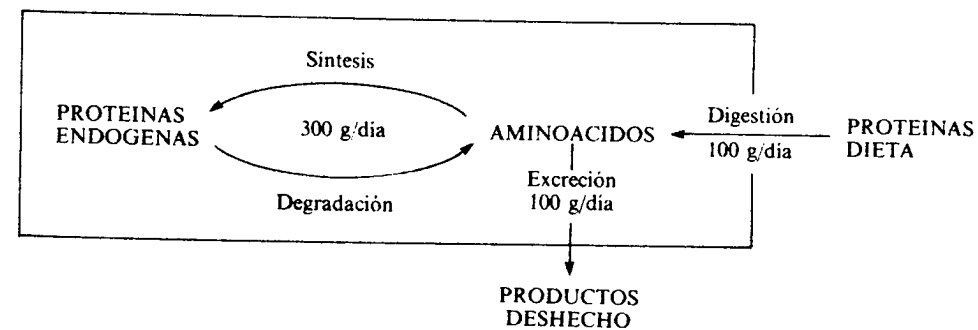 Síntesis
PROTEINAS
ENDOGENAS
300 g/día
AMINOACIDOS
Digestión
100 g/día
PROTEINAS
DIETA
Degradación
Excreción
100 g/día
PRODUCTOS
DESHECHO